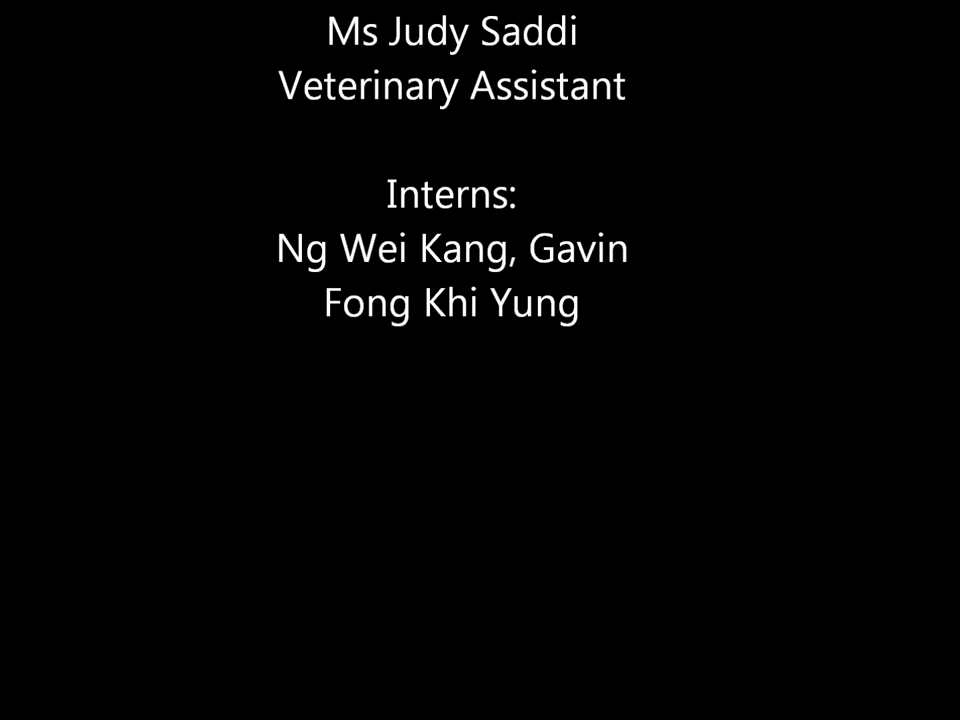 Ms Judy Saddi
Veterinary Assistant
Interns:
Ng Wei Kang, Gavin
Fong Khi Yung